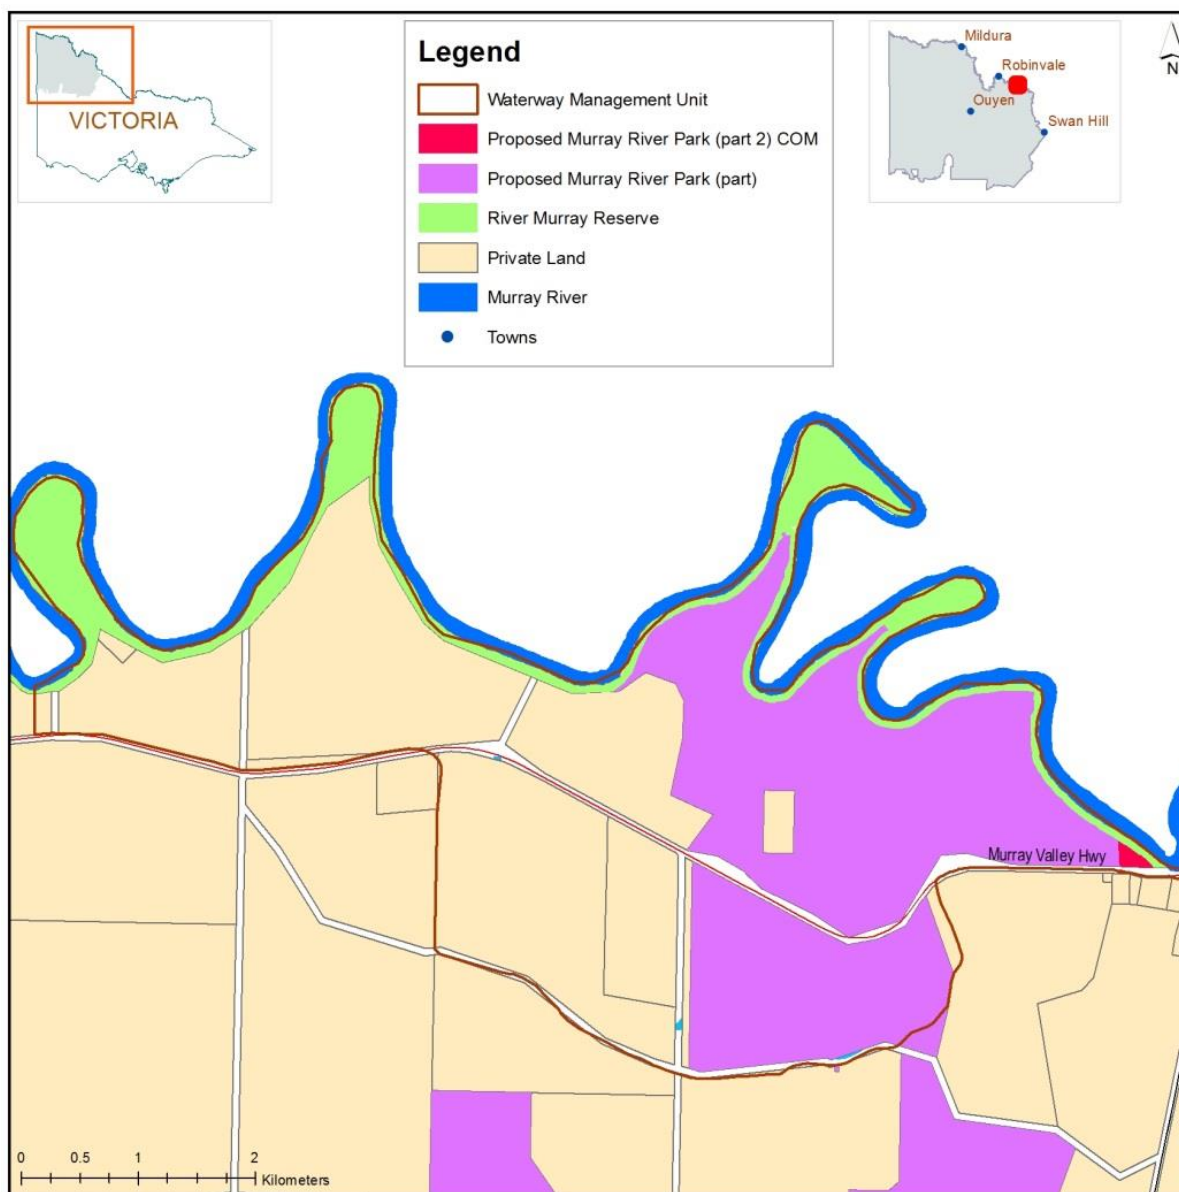 VICTORIA
Legend
Waterway Management Unit
Proposed Murray River Park (part 2) COM
Proposed Murray River Park (part)
River Murray Reserve
Private Land
Murray River
Towns
Mildura
Robinvale
Ouyen
Swan Hill
N
Murray Valley Hwy
0 0.5 1 2
Kilometers